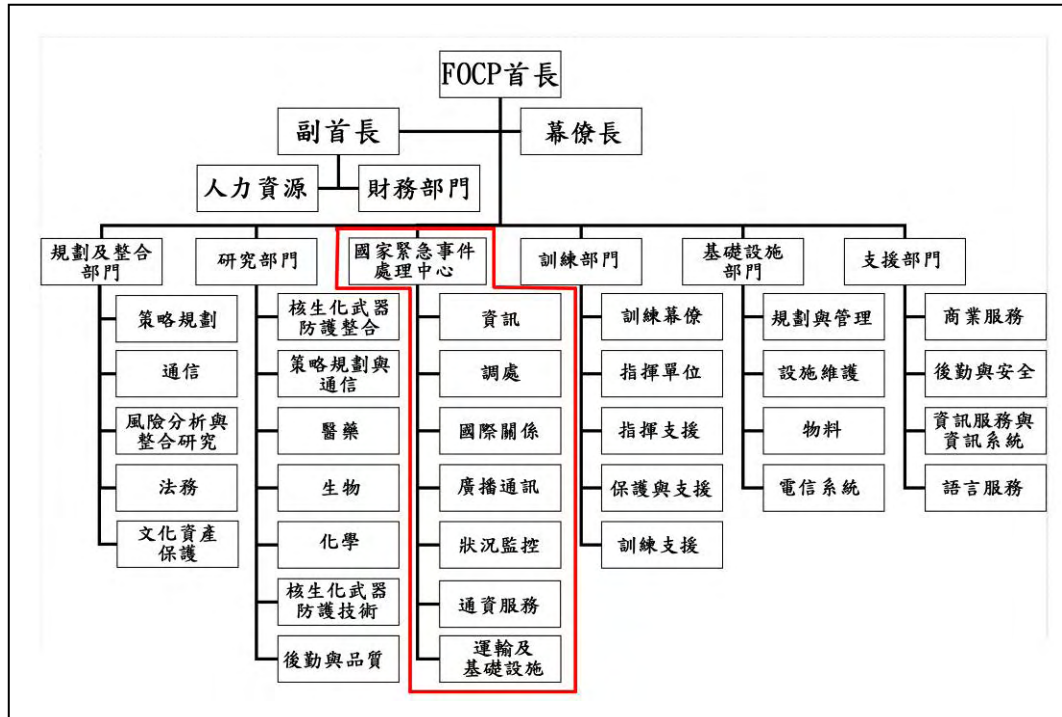 FOCP首長
副首長
幕僚長
人力資源
財務部門
規劃及整合
部門
策略規劃
通信
風險分析與
整合研究
法務
文化資產
保護
研究部門
核生化武器
防護整合
策略規劃與
通信
醫藥
生物
化學
核生化武器
防護技術
後勤與品質
國家緊急事件
處理中心
資訊
調處
國際關係
廣播通訊
狀況監控
通資服務
運輸及
基礎設施
訓練部門
訓練幕僚
指揮單位
指揮支援
保護與支援
訓練支援
基礎設施
部門
規劃與管理
設施維護
物料
電信系統
支援部門
商業服務
後勤與安全
資訊服務與
資訊系統
語言服務